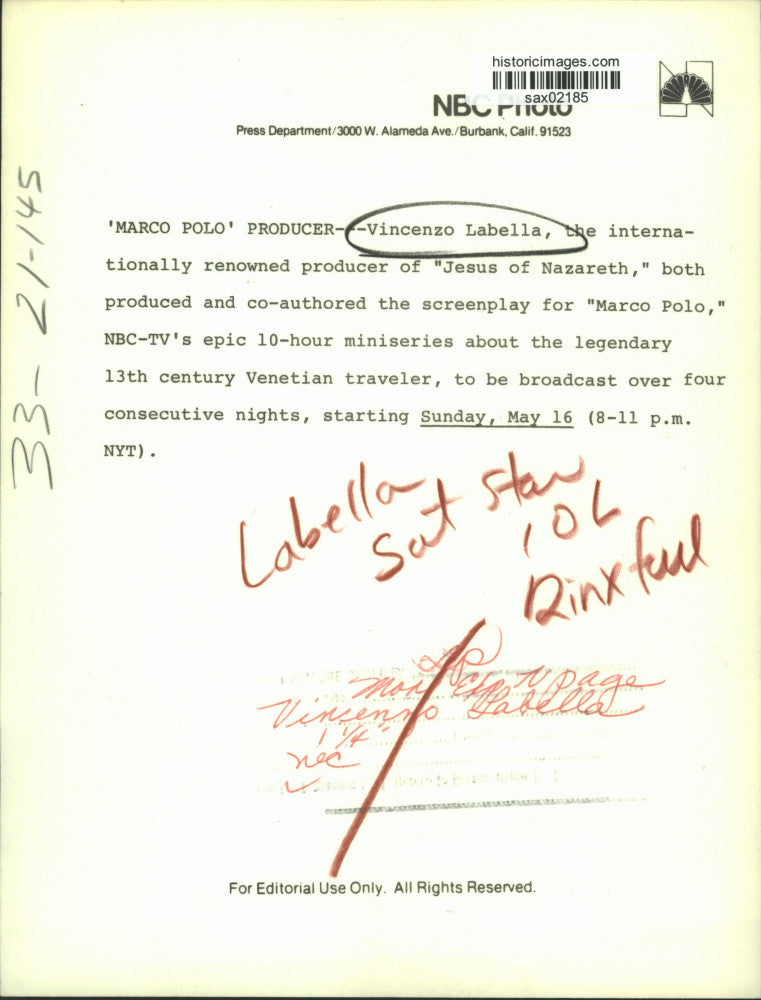 historicimages.com
sax02185
NBC Photo
Press Department/3000 W. Alameda Ave./Burbank, Calif. 91523
33- 21-145
'MARCO POLO' PRODUCER--Vincenzo Labella, the interna-
tionally renowned producer of "Jesus of Nazareth," both
produced and co-authored the screenplay for "Marco Polo,"
NBC-TV's epic 10-hour miniseries about the legendary
13th century Venetian traveler, to be broadcast over four
consecutive nights, starting Sunday, May 16 (8-11 p.m.
NYT).
Labella
Sat Star
10L
page
Vincenzo Labella
1 1/4"
For Editorial Use Only. All Rights Reserved.